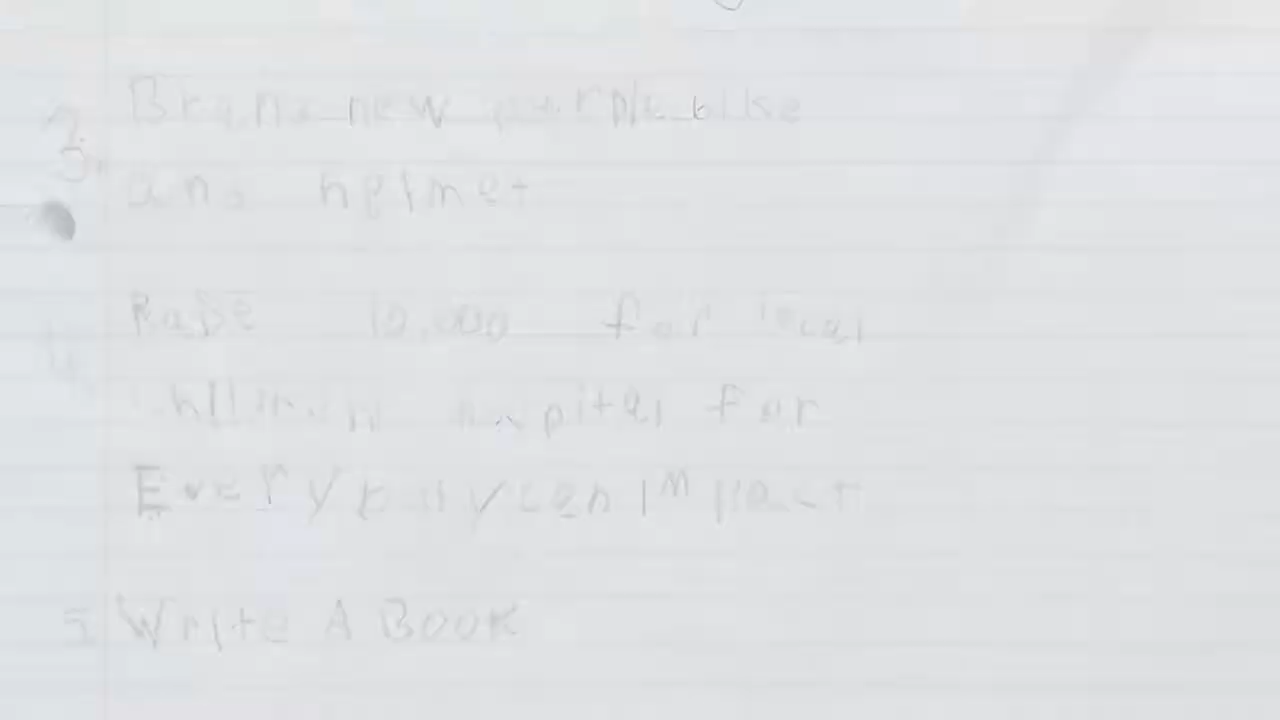 3. Brand new purple bike
and helmet
4. Raise 10,000 for local
hospital for
Everybody can impact
5. Write A Book